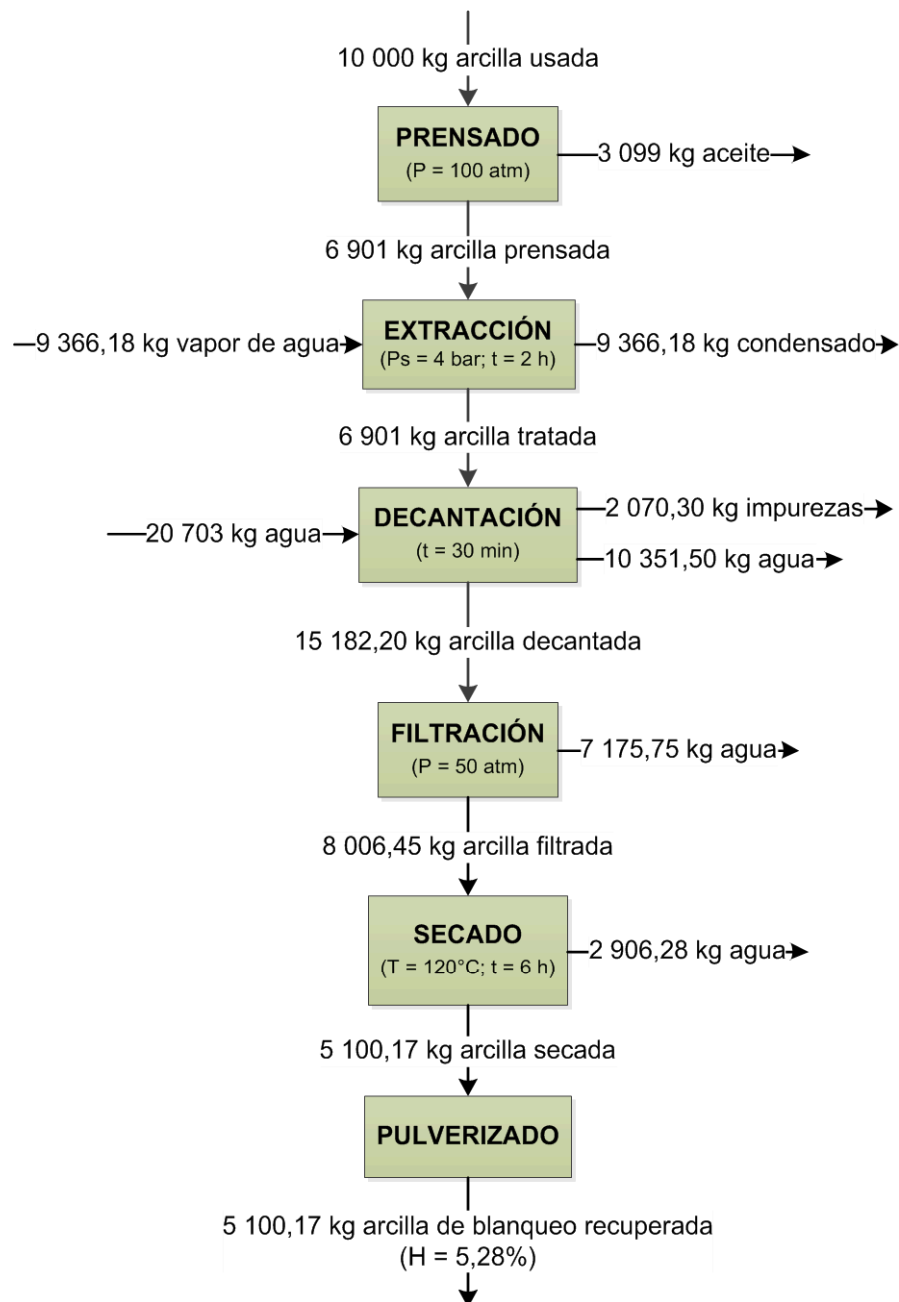 10 000 kg arcilla usada
PRENSADO
(P = 100 atm)
3 099 kg aceite
6 901 kg arcilla prensada
9 366,18 kg vapor de agua
EXTRACCIÓN
(Ps = 4 bar; t = 2 h)
9 366,18 kg condensado
6 901 kg arcilla tratada
20 703 kg agua
DECANTACIÓN
(t = 30 min)
2 070,30 kg impurezas
10 351,50 kg agua
15 182,20 kg arcilla decantada
FILTRACIÓN
(P = 50 atm)
7 175,75 kg agua
8 006,45 kg arcilla filtrada
SECADO
(T = 120°C; t = 6 h)
2 906,28 kg agua
5 100,17 kg arcilla secada
PULVERIZADO
5 100,17 kg arcilla de blanqueo recuperada
(H = 5,28%)